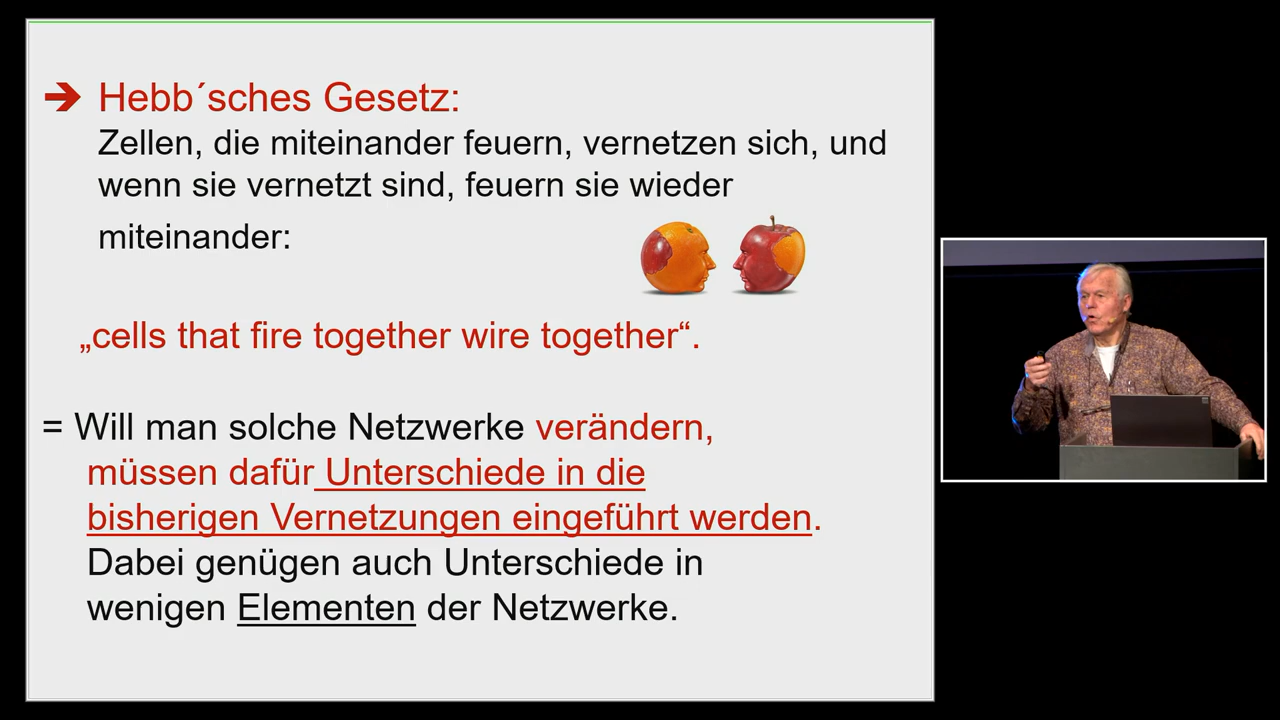 ➔ Hebb´sches Gesetz:
Zellen, die miteinander feuern, vernetzen sich, und
wenn sie vernetzt sind, feuern sie wieder
miteinander:
„cells that fire together wire together“.
= Will man solche Netzwerke verändern,
müssen dafür Unterschiede in die
bisherigen Vernetzungen eingeführt werden.
Dabei genügen auch Unterschiede in
wenigen Elementen der Netzwerke.